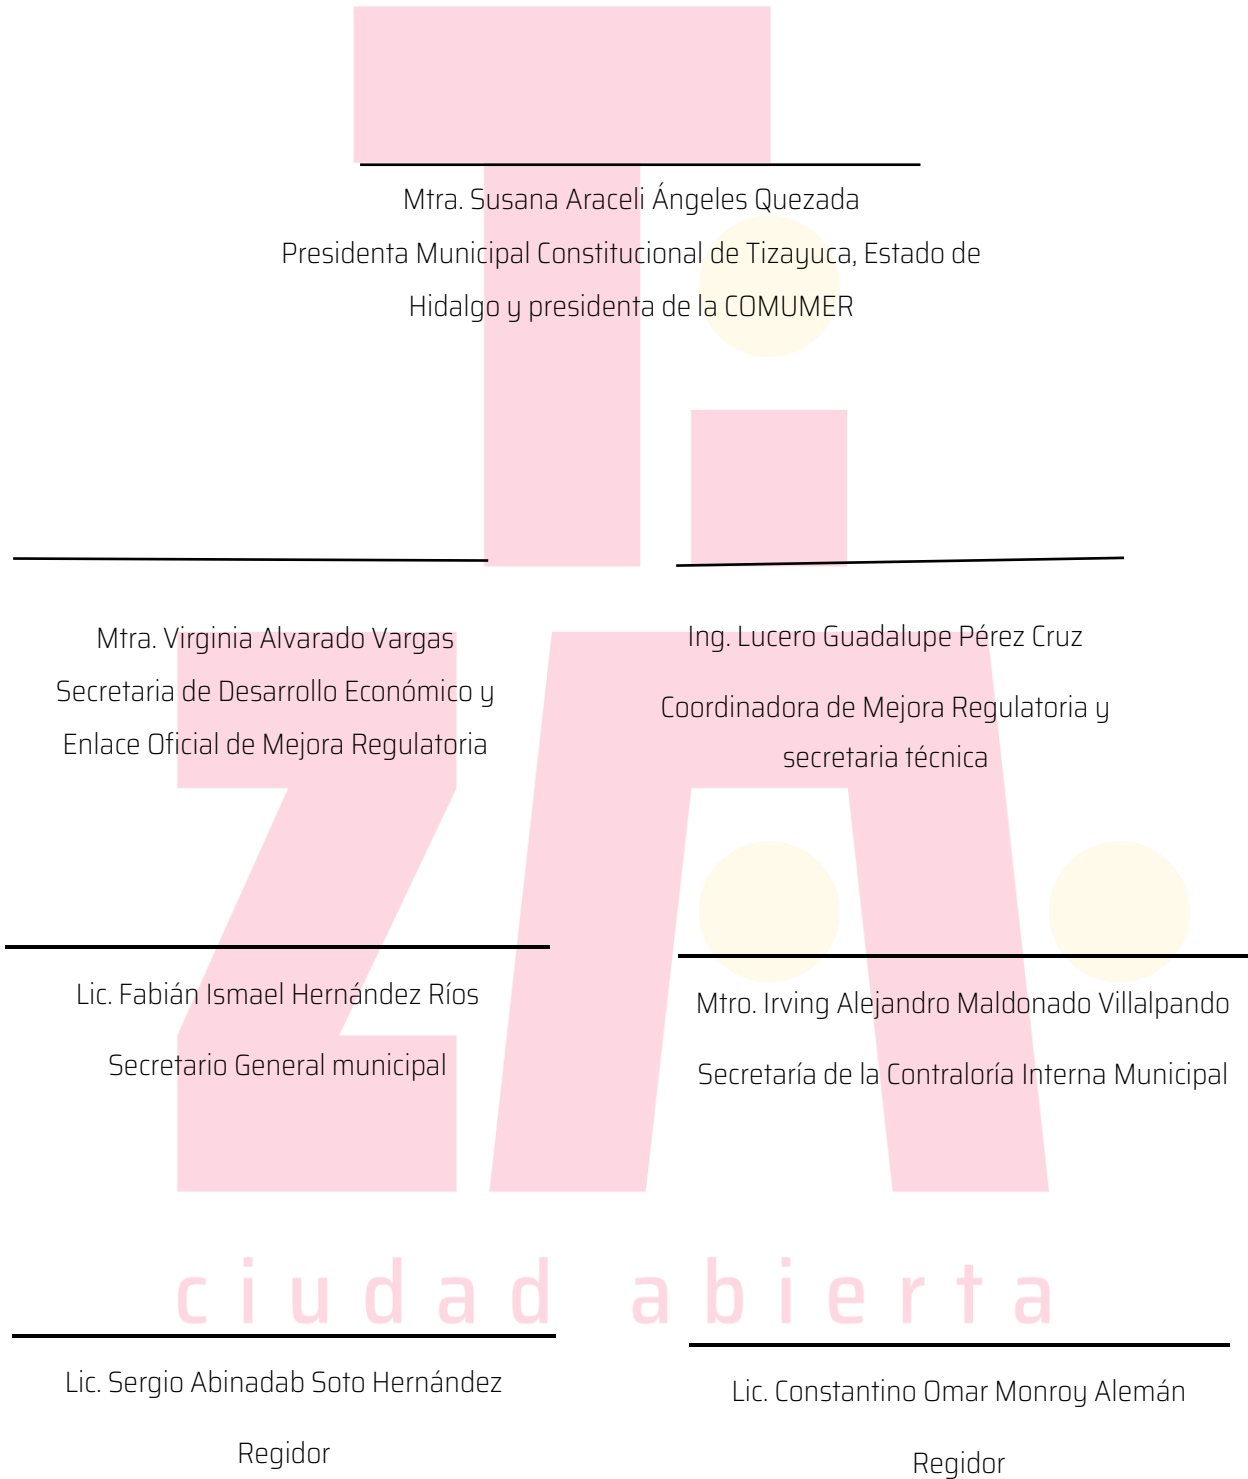 Mtra. Susana Araceli Ángeles Quezada
Presidenta Municipal Constitucional de Tizayuca, Estado de
Hidalgo y presidenta de la COMUMER
Mtra. Virginia Alvarado Vargas
Secretaria de Desarrollo Económico y
Enlace Oficial de Mejora Regulatoria
Ing. Lucero Guadalupe Pérez Cruz
Coordinadora de Mejora Regulatoria y
secretaria técnica
Lic. Fabián Ismael Hernández Ríos
Secretario General municipal
Mtro. Irving Alejandro Maldonado Villalpando
Secretaría de la Contraloría Interna Municipal
Ti
ZA
ciudad abierta
Lic. Sergio Abinadab Soto Hernández
Regidor
Lic. Constantino Omar Monroy Alemán
Regidor